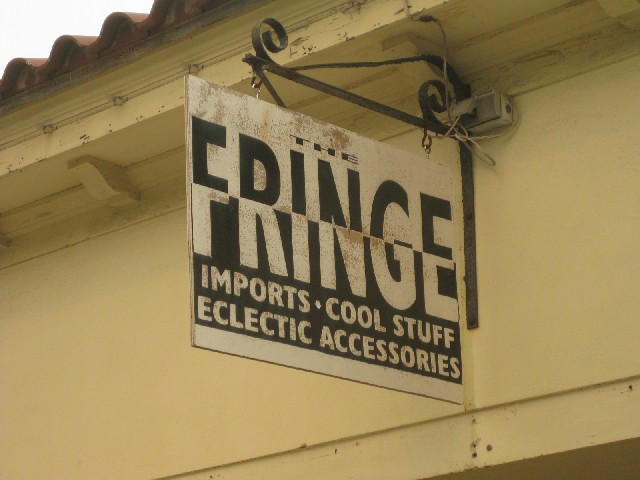 THE
FRINGE
IMPORTS · COOL STUFF
ECLECTIC ACCESSORIES